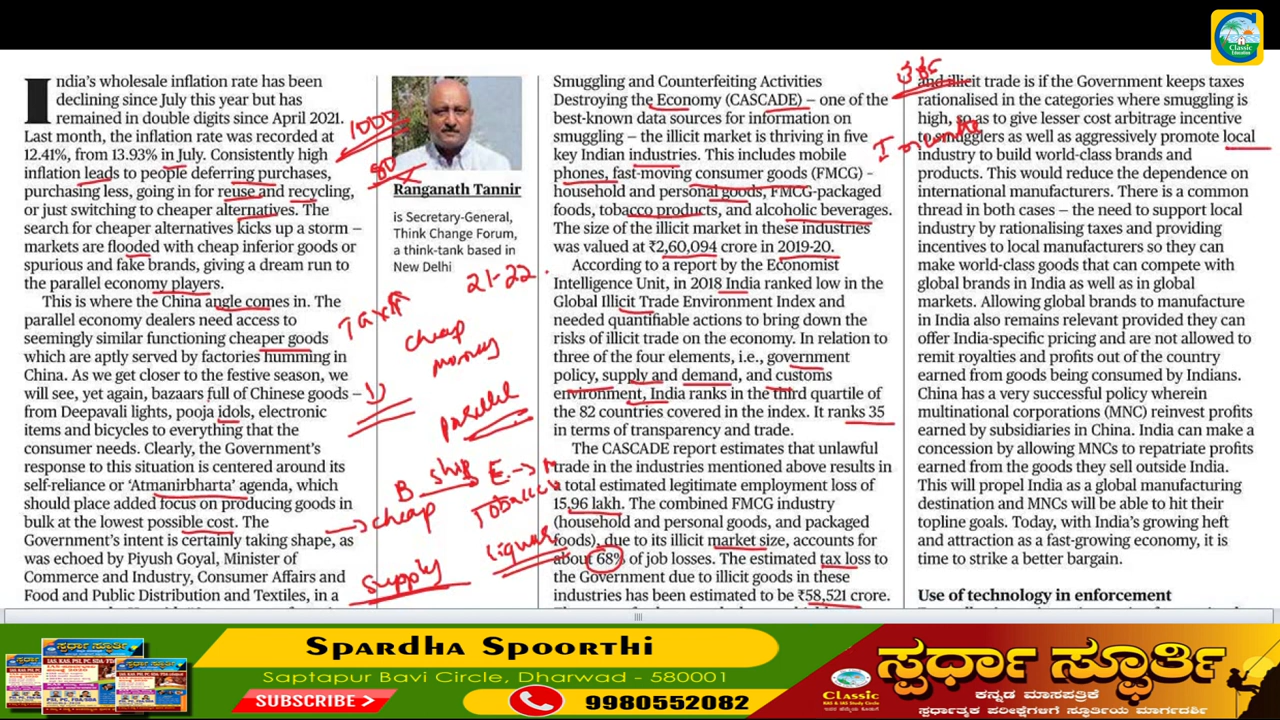 Classic
Education
India's wholesale inflation rate has been
declining since July this year but has
remained in double digits since April 2021.
Last month, the inflation rate was recorded at
12.41%, from 13.93% in July. Consistently high
inflation leads to people deferring purchases,
purchasing less, going in for reuse and recycling,
or just switching to cheaper alternatives. The
search for cheaper alternatives kicks up a storm –
markets are flooded with cheap inferior goods or
spurious and fake brands, giving a dream run to
the parallel economy players.
This is where the China angle comes in. The
parallel economy dealers need access to
seemingly similar functioning cheaper goods
which are aptly served by factories humming in
China. As we get closer to the festive season, we
will see, yet again, bazaars full of Chinese goods –
from Deepavali lights, pooja idols, electronic
items and bicycles to everything that the
consumer needs. Clearly, the Government's
response to this situation is centered around its
self-reliance or 'Atmanirbharta' agenda, which
should place added focus on producing goods in
bulk at the lowest possible cost. The
Government's intent is certainly taking shape, as
was echoed by Piyush Goyal, Minister of
Commerce and Industry, Consumer Affairs and
Food and Public Distribution and Textiles, in a
1000
80
Ranganath Tannir
is Secretary-General,
Think Change Forum,
a think-tank based in
New Delhi
21-22.
Tax
cheap
money
1)
parallel
B ship E → M
→ cheap
Tobacco
liquor
supply
Smuggling and Counterfeiting Activities
Destroying the Economy (CASCADE) – one of the
best-known data sources for information on
smuggling – the illicit market is thriving in five
key Indian industries. This includes mobile
phones, fast-moving consumer goods (FMCG) -
household and personal goods, FMCG-packaged
foods, tobacco products, and alcoholic beverages.
The size of the illicit market in these industries
was valued at ₹2,60,094 crore in 2019-20.
According to a report by the Economist
Intelligence Unit, in 2018 India ranked low in the
Global Illicit Trade Environment Index and
needed quantifiable actions to bring down the
risks of illicit trade on the economy. In relation to
three of the four elements, i.e., government
policy, supply and demand, and customs
environment, India ranks in the third quartile of
the 82 countries covered in the index. It ranks 35
in terms of transparency and trade.
The CASCADE report estimates that unlawful
trade in the industries mentioned above results in
a total estimated legitimate employment loss of
15.96 lakh. The combined FMCG industry
(household and personal goods, and packaged
foods), due to its illicit market size, accounts for
about 68% of job losses. The estimated tax loss to
the Government due to illicit goods in these
industries has been estimated to be ₹58,521 crore.
and illicit trade is if the Government keeps taxes
rationalised in the categories where smuggling is
high, so as to give lesser cost arbitrage incentive
to smugglers as well as aggressively promote local
industry to build world-class brands and
products. This would reduce the dependence on
international manufacturers. There is a common
thread in both cases – the need to support local
industry by rationalising taxes and providing
incentives to local manufacturers so they can
make world-class goods that can compete with
global brands in India as well as in global
markets. Allowing global brands to manufacture
in India also remains relevant provided they can
offer India-specific pricing and are not allowed to
remit royalties and profits out of the country
earned from goods being consumed by Indians.
China has a very successful policy wherein
multinational corporations (MNC) reinvest profits
earned by subsidiaries in China. India can make a
concession by allowing MNCs to repatriate profits
earned from the goods they sell outside India.
This will propel India as a global manufacturing
destination and MNCs will be able to hit their
topline goals. Today, with India's growing heft
and attraction as a fast-growing economy, it is
time to strike a better bargain.
Use of technology in enforcement
Spardha Spoorthi
Saptapur Bavi Circle, Dharwad - 580001
SUBSCRIBE
9980552082
ಸ್ಪರ್ಧಾ ಸ್ಫೂರ್ತಿ
Classic
ಕನ್ನಡ ಮಾಸಪತ್ರಿಕೆ
ಸ್ಪರ್ಧಾತ್ಮಕ ಪರೀಕ್ಷೆಗಳಿಗೆ ಸ್ಫೂರ್ತಿಯ ಮಾರ್ಗದರ್ಶಿ